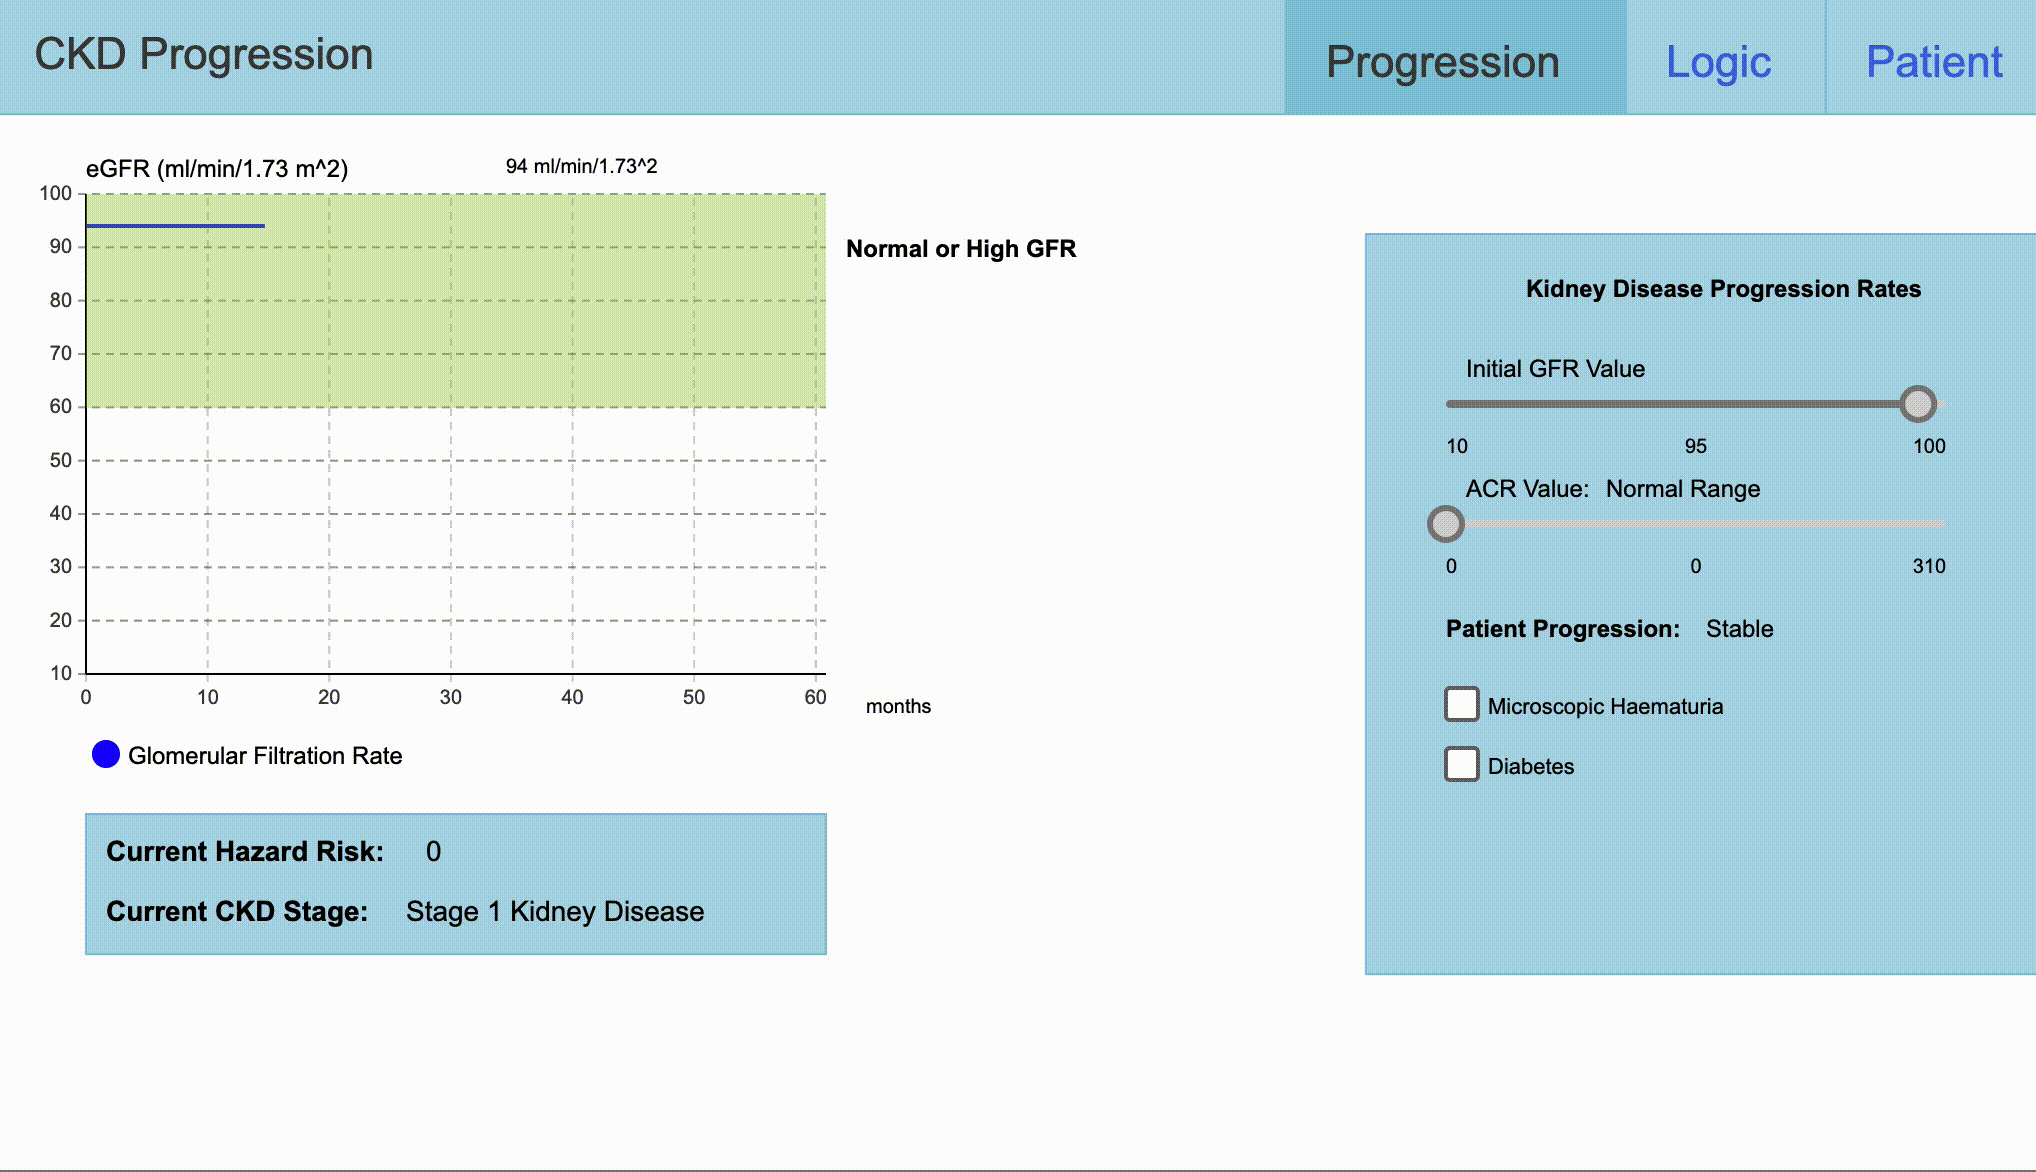 CKD Progression
Progression
Logic
Patient
eGFR (ml/min/1.73 m^2)
94 ml/min/1.73^2
100
90
80
70
60
50
40
30
20
10
0 10 20 30 40 50 60
months
Normal or High GFR
Glomerular Filtration Rate
Current Hazard Risk: 0
Current CKD Stage: Stage 1 Kidney Disease
Kidney Disease Progression Rates
Initial GFR Value
10 95 100
ACR Value: Normal Range
0 0 310
Patient Progression: Stable
Microscopic Haematuria
Diabetes